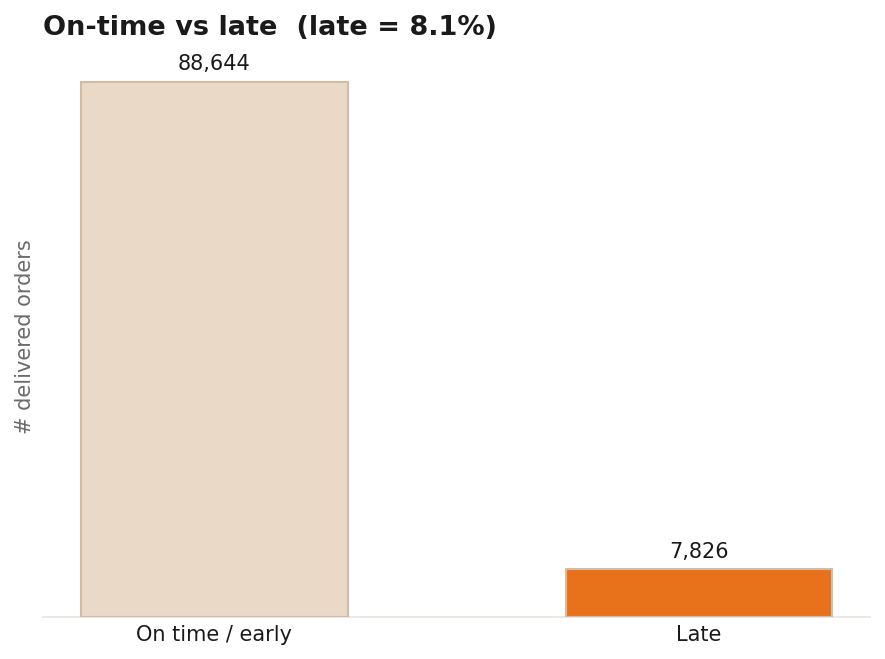 On-time vs late  (late = 8.1%)
88,644
7,826
# delivered orders
On time / early
Late